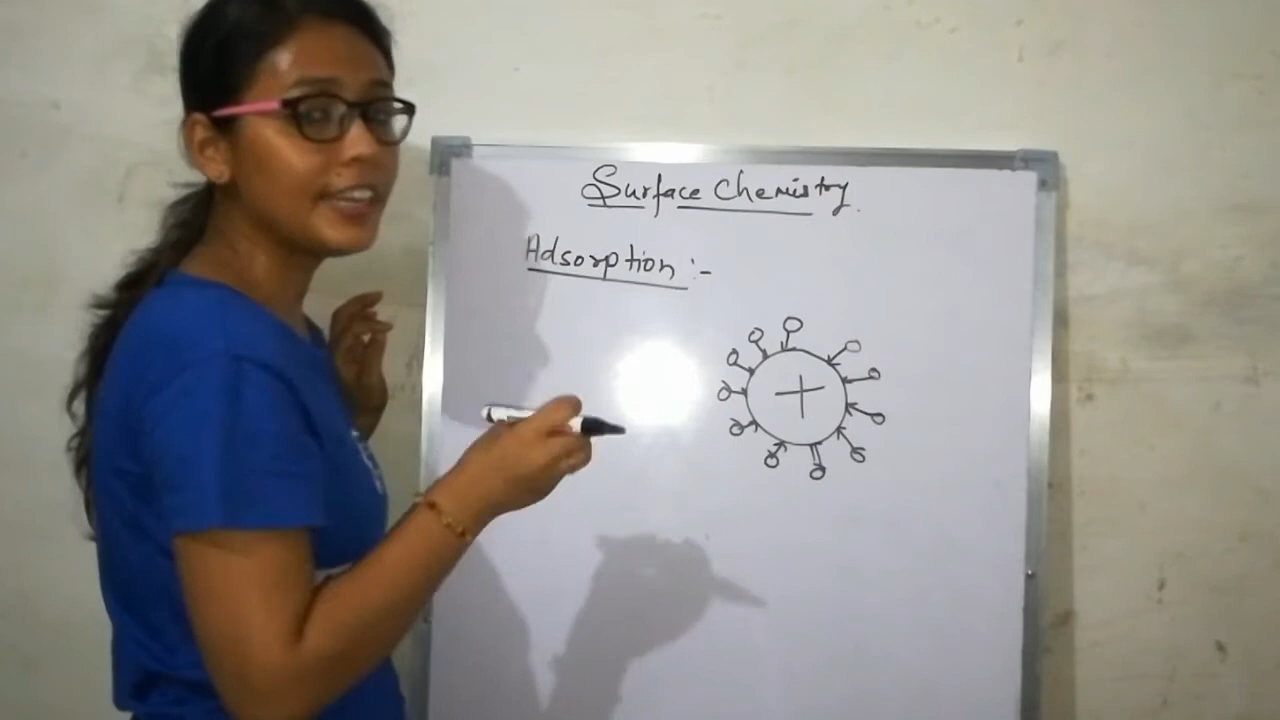 Surface Chemistry.
Adsorption :-
+